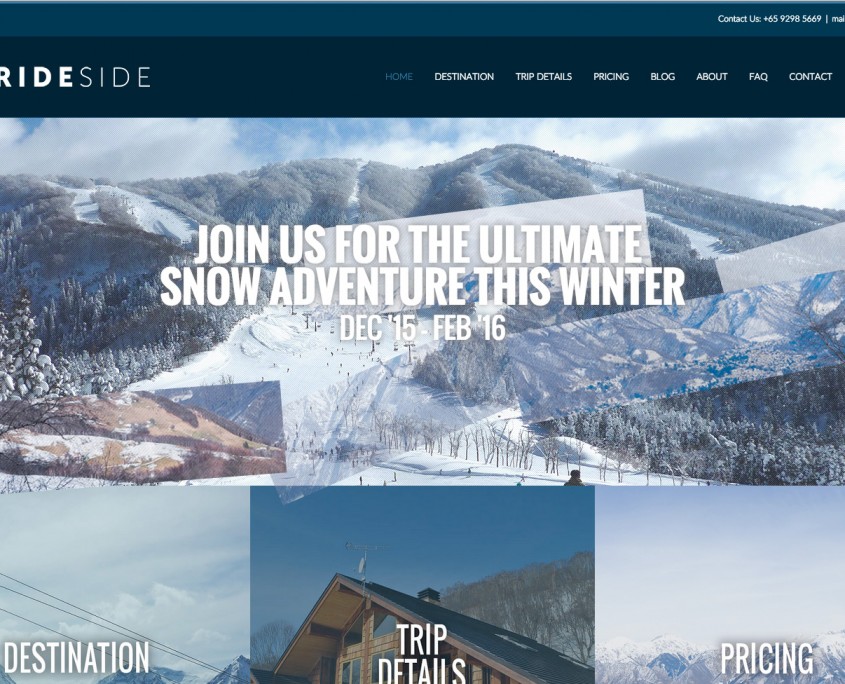 Contact Us: +65 9298 5669 | mai
RIDESIDE
HOME DESTINATION TRIP DETAILS PRICING BLOG ABOUT FAQ CONTACT
JOIN US FOR THE ULTIMATE
SNOW ADVENTURE THIS WINTER
DEC '15 - FEB '16
DESTINATION
TRIP
DETAILS
PRICING